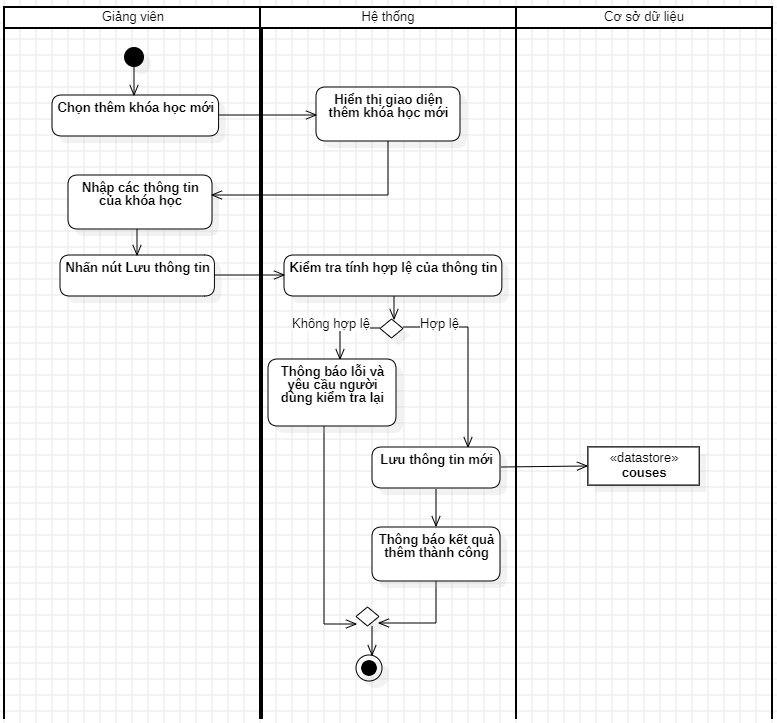 Giảng viên
Hệ thống
Cơ sở dữ liệu
Chọn thêm khóa học mới
Hiển thị giao diện
thêm khóa học mới
Nhập các thông tin
của khóa học
Nhấn nút Lưu thông tin
Kiểm tra tính hợp lệ của thông tin
Không hợp lệ
Hợp lệ
Thông báo lỗi và
yêu cầu người
dùng kiểm tra lại
Lưu thông tin mới
«datastore»
couses
Thông báo kết quả
thêm thành công